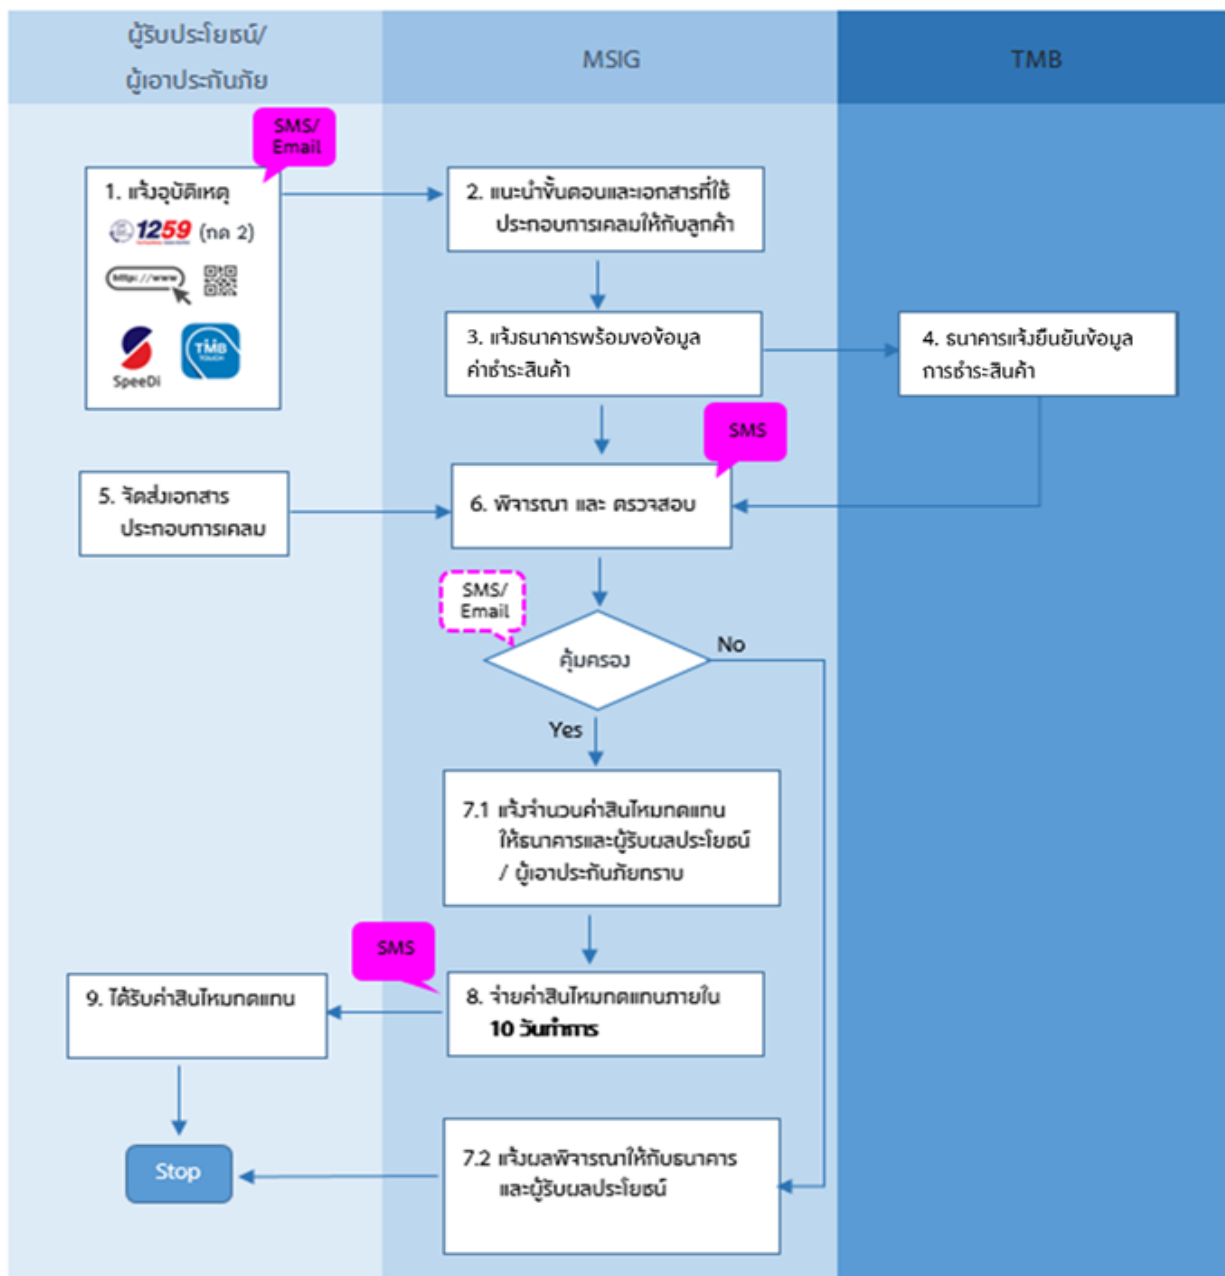 ผู้รับประโยชน์/
ผู้เอาประกันภัย
MSIG
TMB
SMS/
Email
1. แจ้งอุบัติเหตุ
1259 (กด 2)
http://www
TMB
TOUCH
SpeeDi
2. แนะนำขั้นตอนและเอกสารที่ใช้
ประกอบการเคลมให้กับลูกค้า
3. แจ้งธนาคารพร้อมขอข้อมูล
ค่าชำระสินค้า
4. ธนาคารแจ้งยืนยันข้อมูล
การชำระสินค้า
SMS
5. จัดส่งเอกสาร
ประกอบการเคลม
6. พิจารณา และ ตรวจสอบ
SMS/
Email
คุ้มครอง
No
Yes
7.1 แจ้งจำนวนค่าสินไหมทดแทน
ให้ธนาคารและผู้รับผลประโยชน์
/ ผู้เอาประกันภัยทราบ
SMS
8. จ่ายค่าสินไหมทดแทนภายใน
10 วันทำการ
9. ได้รับค่าสินไหมทดแทน
7.2 แจ้งผลพิจารณาให้กับธนาคาร
และผู้รับผลประโยชน์
Stop